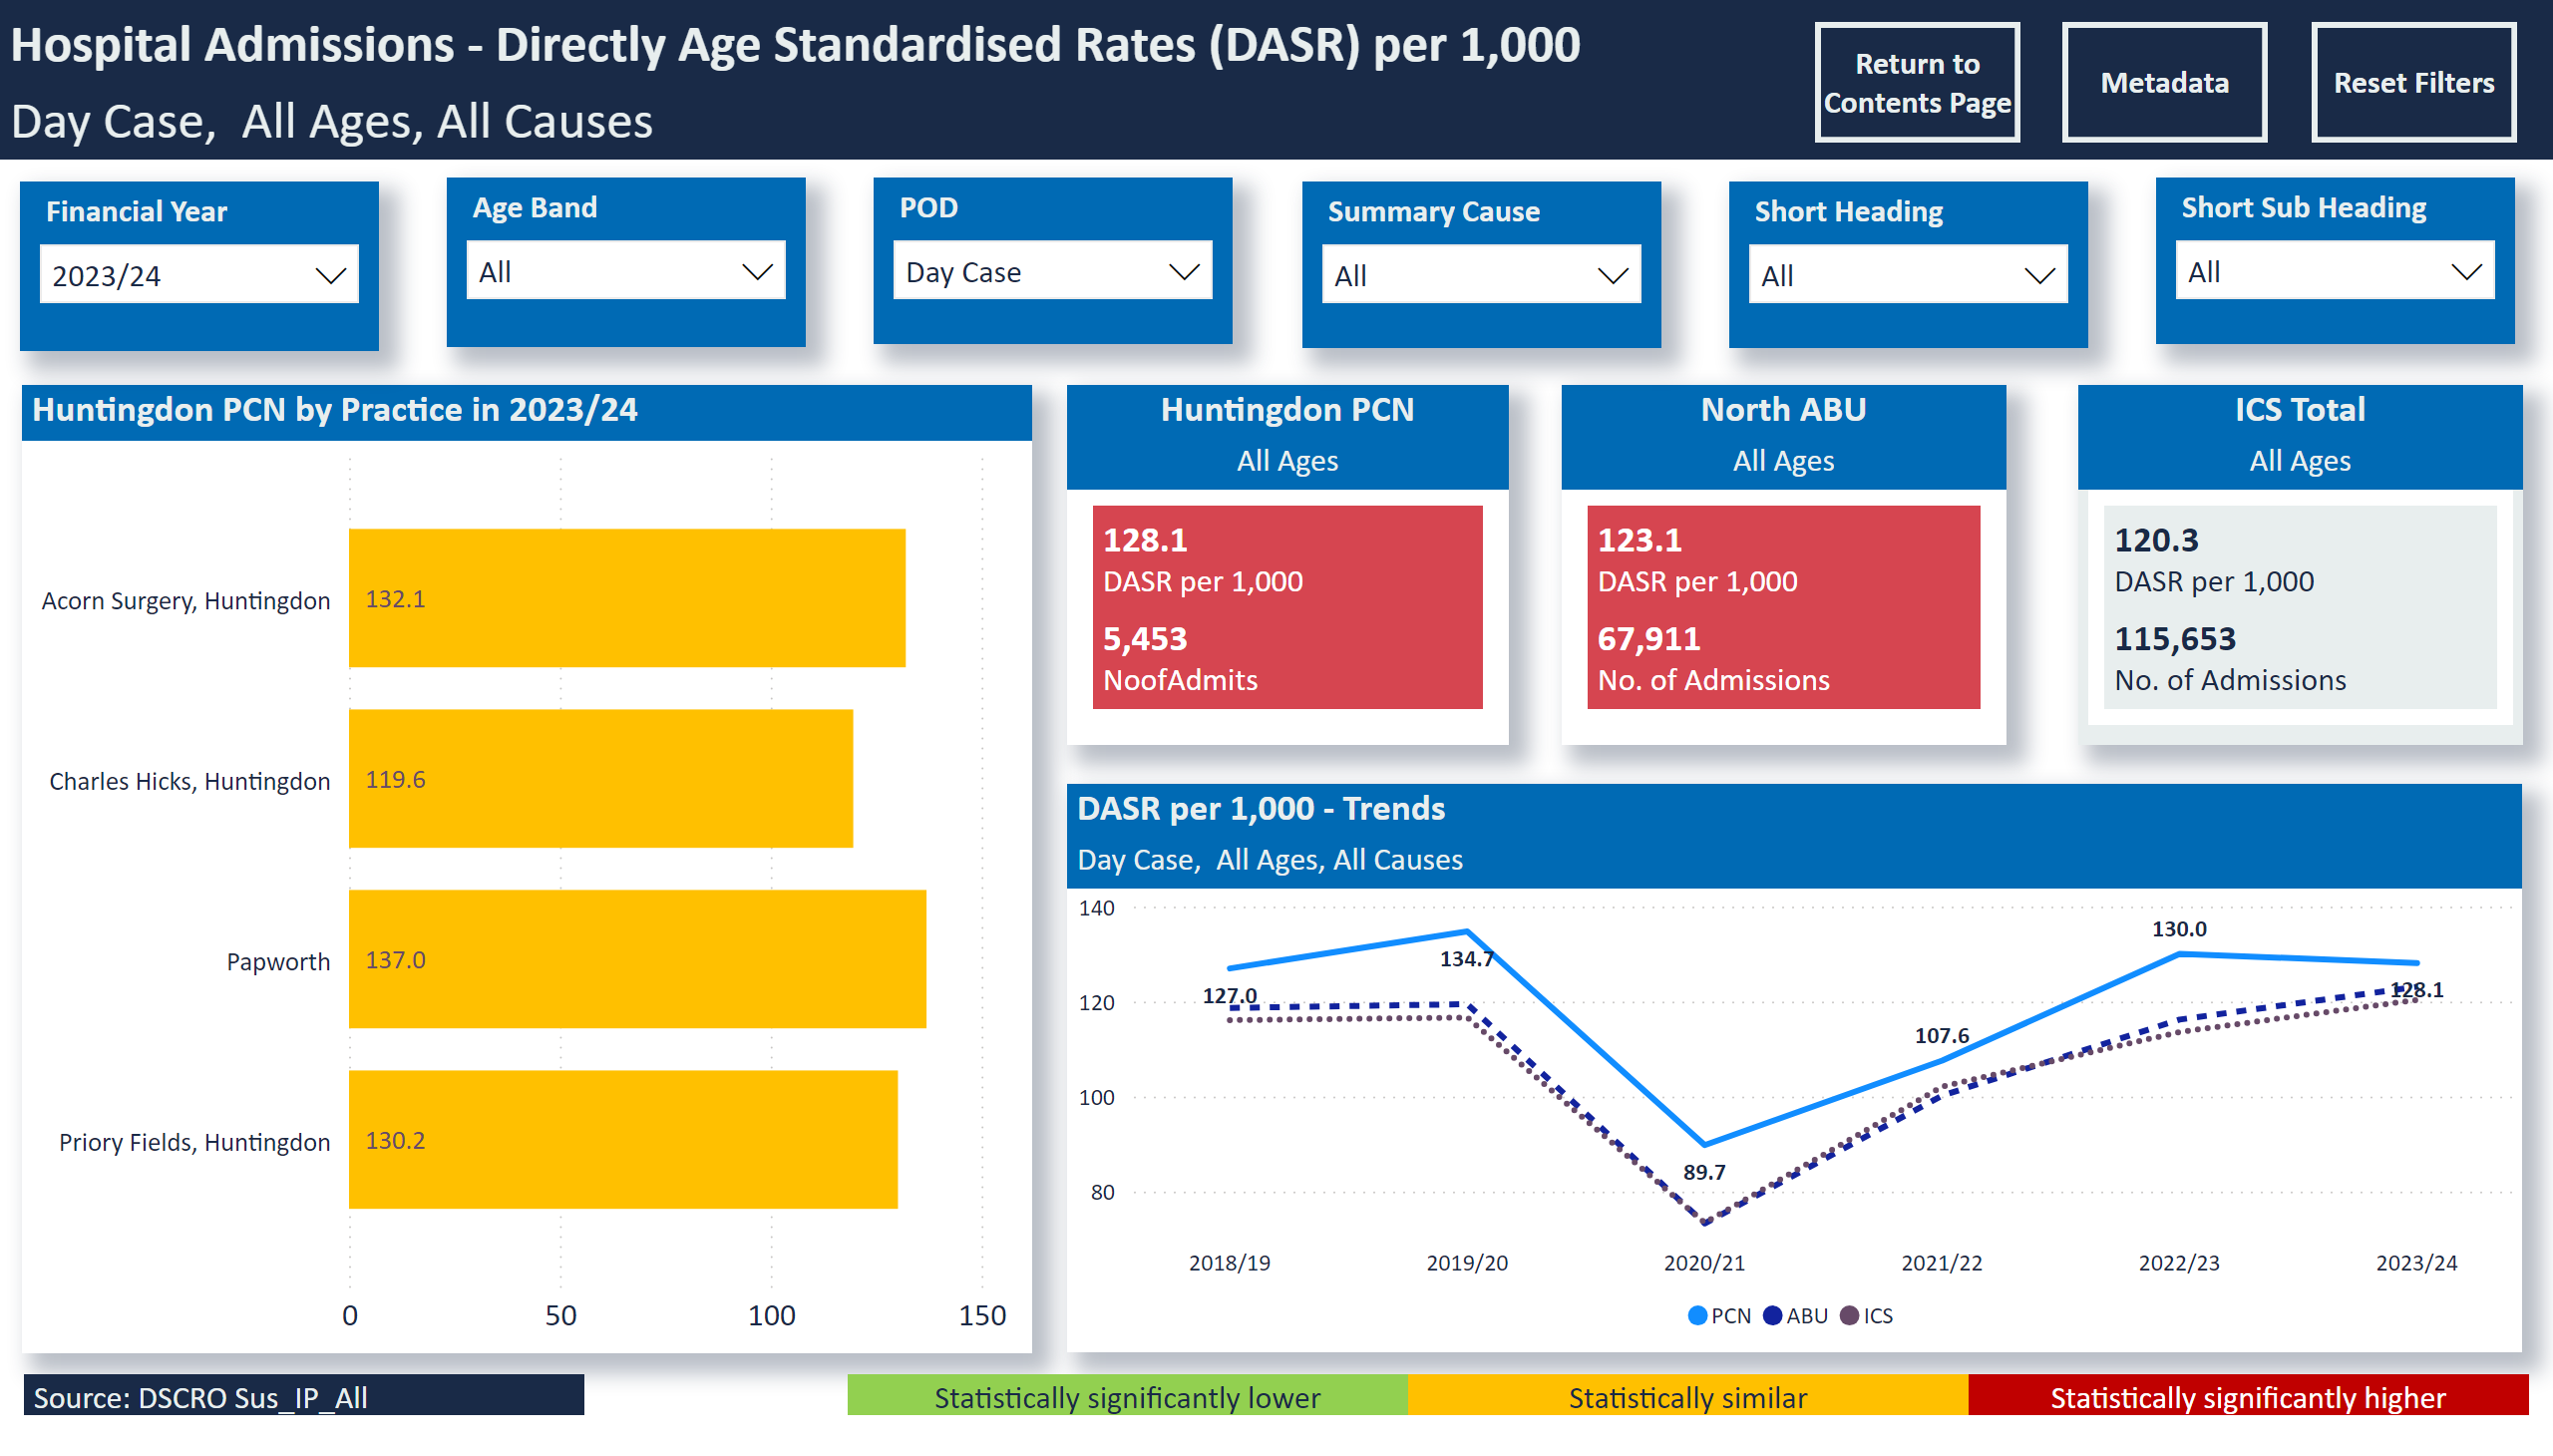 Hospital Admissions - Directly Age Standardised Rates (DASR) per 1,000
Day Case,  All Ages, All Causes
Return to
Contents Page
Metadata
Reset Filters
Financial Year
2023/24
Age Band
All
POD
Day Case
Summary Cause
All
Short Heading
All
Short Sub Heading
All
Huntingdon PCN by Practice in 2023/24
Acorn Surgery, Huntingdon
132.1
Charles Hicks, Huntingdon
119.6
Papworth
137.0
Priory Fields, Huntingdon
130.2
0
50
100
150
Huntingdon PCN
All Ages
128.1
DASR per 1,000
5,453
NoofAdmits
North ABU
All Ages
123.1
DASR per 1,000
67,911
No. of Admissions
ICS Total
All Ages
120.3
DASR per 1,000
115,653
No. of Admissions
DASR per 1,000 - Trends
Day Case,  All Ages, All Causes
140
120
100
80
127.0
134.7
89.7
107.6
130.0
128.1
2018/19
2019/20
2020/21
2021/22
2022/23
2023/24
PCN
ABU
ICS
Source: DSCRO Sus_IP_All
Statistically significantly lower
Statistically similar
Statistically significantly higher